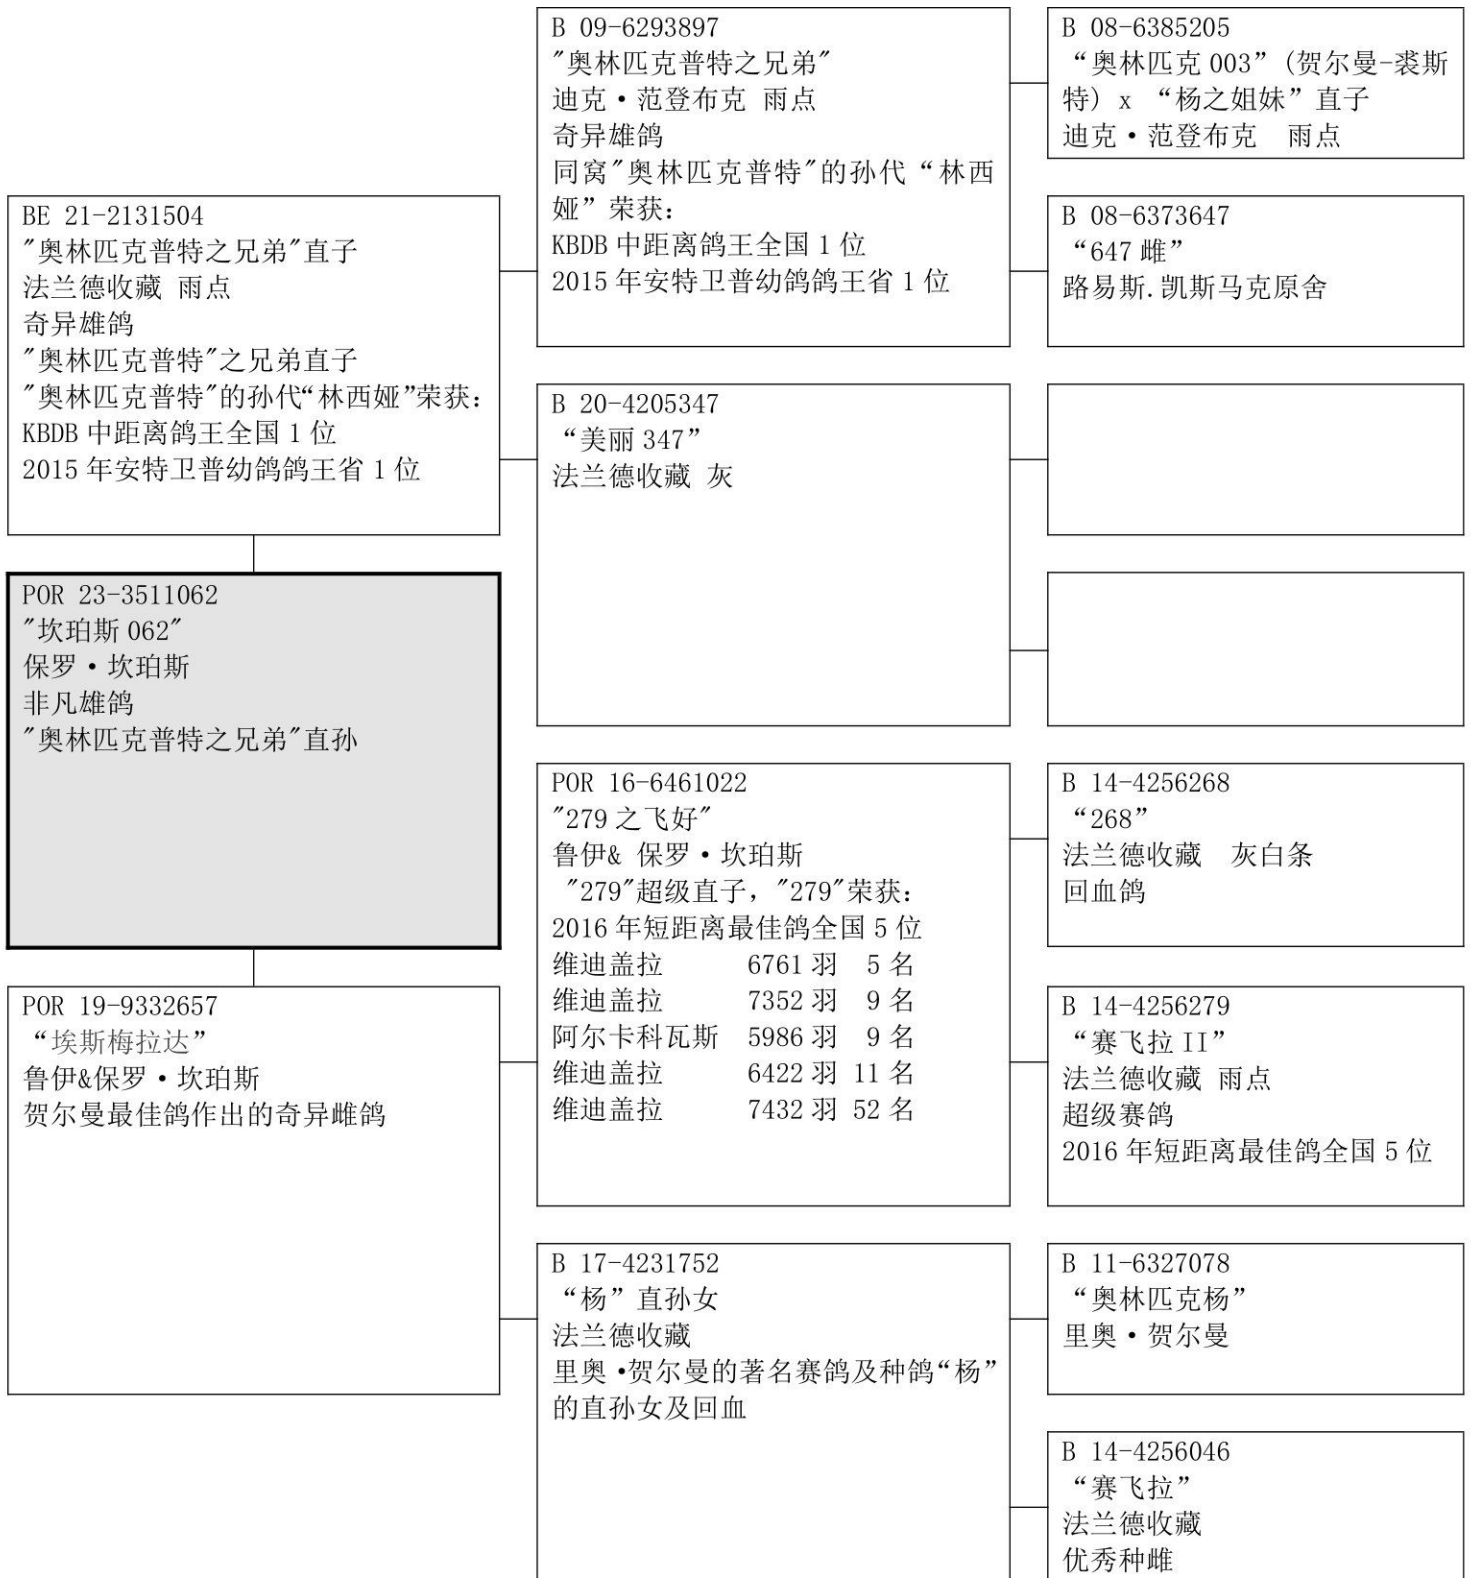 BE 21-2131504
"奥林匹克普特之兄弟"直子
法兰德收藏 雨点
奇异雄鸽
"奥林匹克普特"之兄弟直子
"奥林匹克普特"的孙代“林西娅”荣获：
KBDB 中距离鸽王全国 1 位
2015 年安特卫普幼鸽鸽王省 1 位
POR 23-3511062
"坎珀斯 062"
保罗·坎珀斯
非凡雄鸽
"奥林匹克普特之兄弟"直孙
POR 19-9332657
“埃斯梅拉达”
鲁伊&保罗·坎珀斯
贺尔曼最佳鸽作出的奇异雌鸽
B 09-6293897
"奥林匹克普特之兄弟"
迪克·范登布克 雨点
奇异雄鸽
同窝"奥林匹克普特"的孙代“林西
娅”荣获：
KBDB 中距离鸽王全国 1 位
2015 年安特卫普幼鸽鸽王省 1 位
B 20-4205347
“美丽 347”
法兰德收藏 灰
POR 16-6461022
"279 之飞好"
鲁伊& 保罗·坎珀斯
"279"超级直子，"279"荣获：
2016 年短距离最佳鸽全国 5 位
维迪盖拉 6761 羽 5 名
维迪盖拉 7352 羽 9 名
阿尔卡科瓦斯 5986 羽 9 名
维迪盖拉 6422 羽 11 名
维迪盖拉 7432 羽 52 名
B 17-4231752
“杨”直孙女
法兰德收藏
里奥·贺尔曼的著名赛鸽及种鸽“杨”
的直孙女及回血
B 08-6385205
“奥林匹克 003”(贺尔曼-裘斯
特) x “杨之姐妹”直子
迪克·范登布克 雨点
B 08-6373647
“647 雌”
路易斯.凯斯马克原舍
B 14-4256268
“268”
法兰德收藏 灰白条
回血鸽
B 14-4256279
“赛飞拉 II”
法兰德收藏 雨点
超级赛鸽
2016 年短距离最佳鸽全国 5 位
B 11-6327078
“奥林匹克杨”
里奥·贺尔曼
B 14-4256046
“赛飞拉”
法兰德收藏
优秀种雌